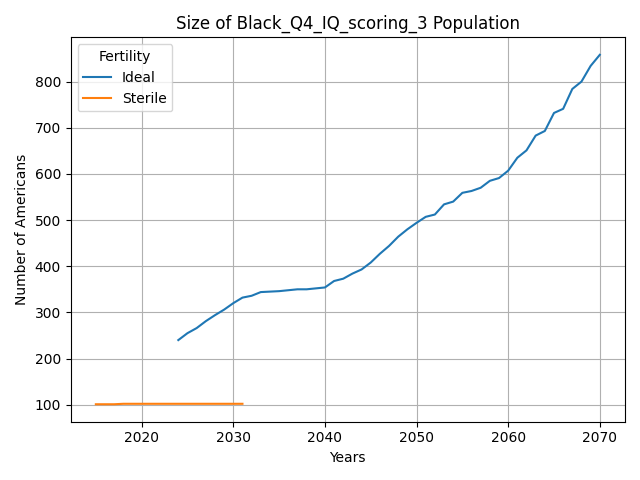 Size of Black_Q4_IQ_scoring_3 Population
Fertility
Ideal
Sterile
Number of Americans
800
700
600
500
400
300
200
100
2020 2030 2040 2050 2060 2070
Years